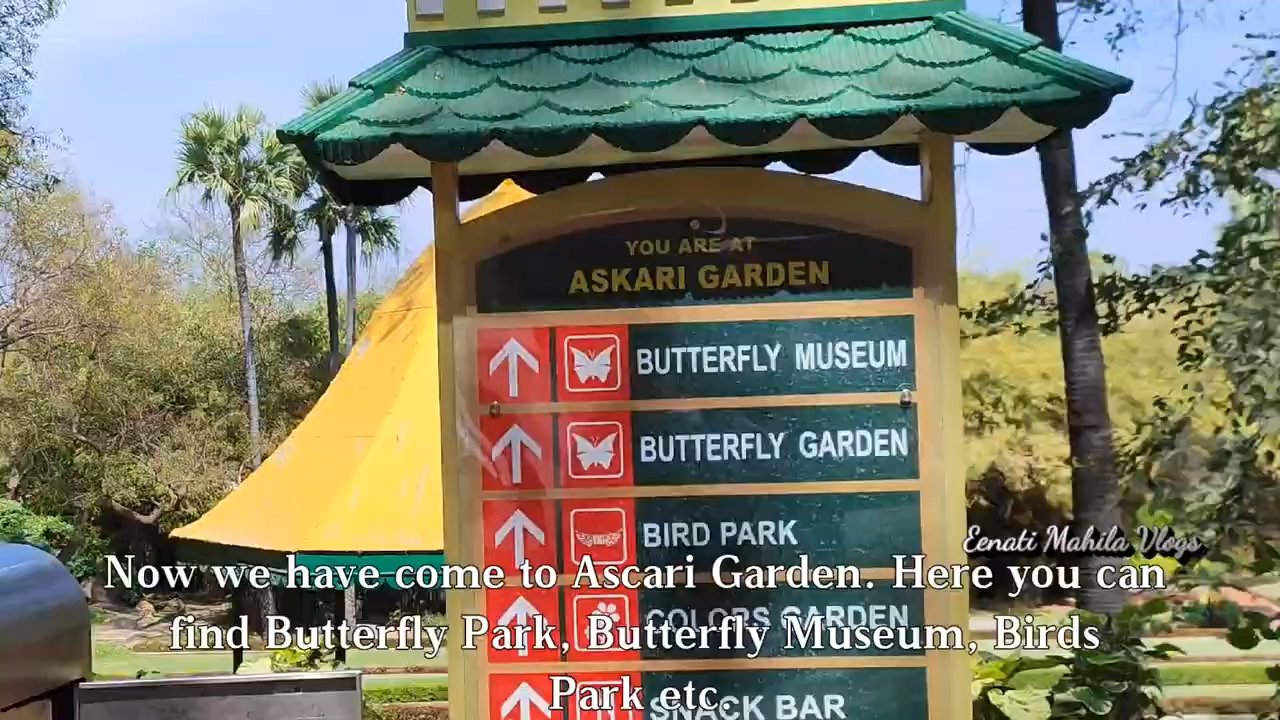 YOU ARE AT
ASKARI GARDEN
BUTTERFLY MUSEUM
BUTTERFLY GARDEN
BIRD PARK
COLORS GARDEN
SNACK BAR
Eenati Mahila Vlogs
Now we have come to Ascari Garden. Here you can
find Butterfly Park, Butterfly Museum, Birds
Park etc.